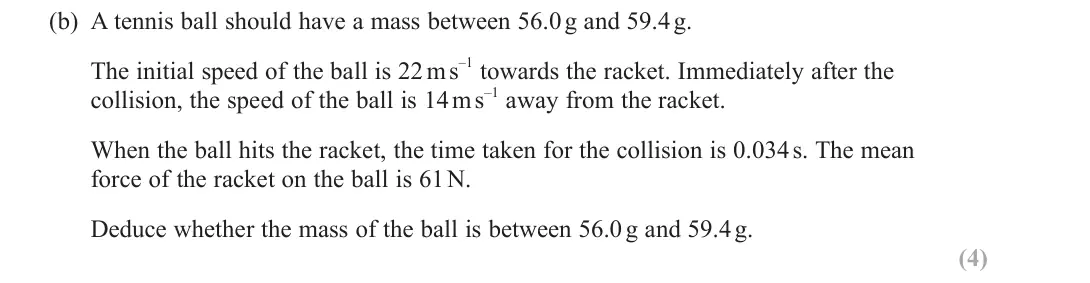 (b) A tennis ball should have a mass between 56.0 g and 59.4 g.
The initial speed of the ball is 22 m s⁻¹ towards the racket. Immediately after the
collision, the speed of the ball is 14 m s⁻¹ away from the racket.
When the ball hits the racket, the time taken for the collision is 0.034 s. The mean
force of the racket on the ball is 61 N.
Deduce whether the mass of the ball is between 56.0 g and 59.4 g.
(4)